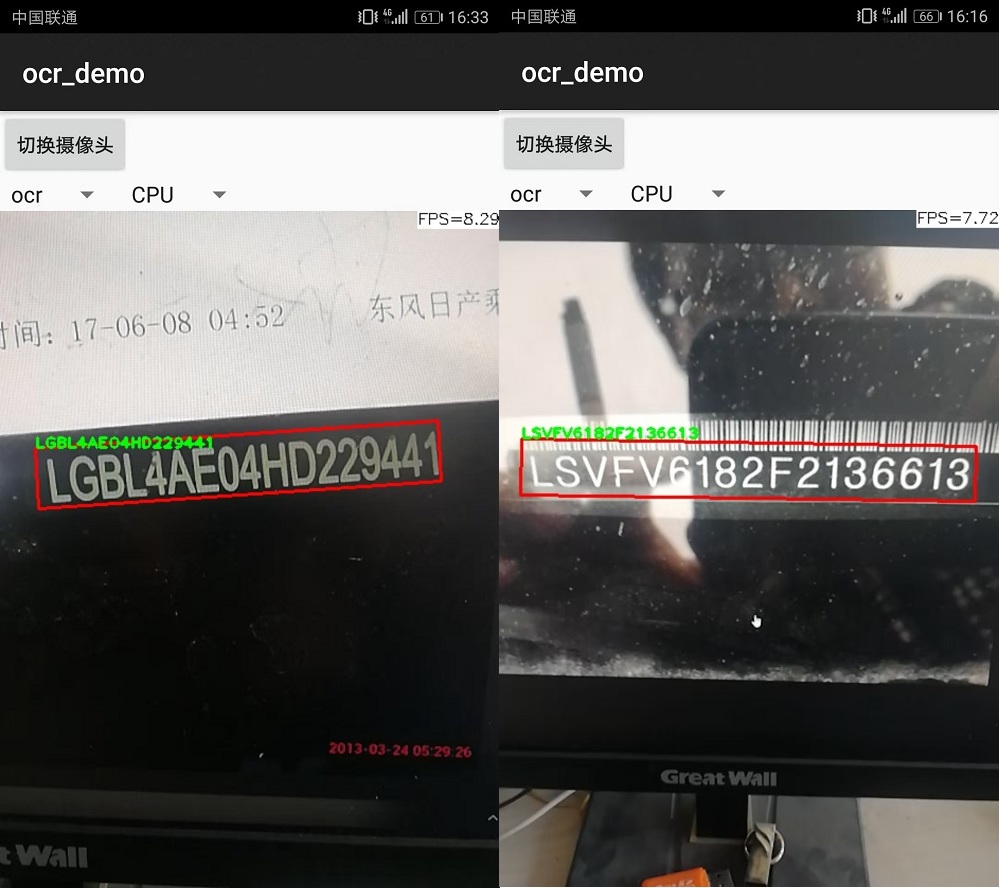 中国联通
61
16:33
ocr_demo
切换摄像头
ocr
CPU
FPS=8.29
时间：17-06-08 04:52
东风日产乘
LGBL4AE04HD229441
LGBL4AE04HD229441
2013-03-24 05:29:26
t Wall
中国联通
4G
66
16:16
ocr_demo
切换摄像头
ocr
CPU
FPS=7.72
LSVFV6182F2136613
LSVFV6182F2136613
Great Wall